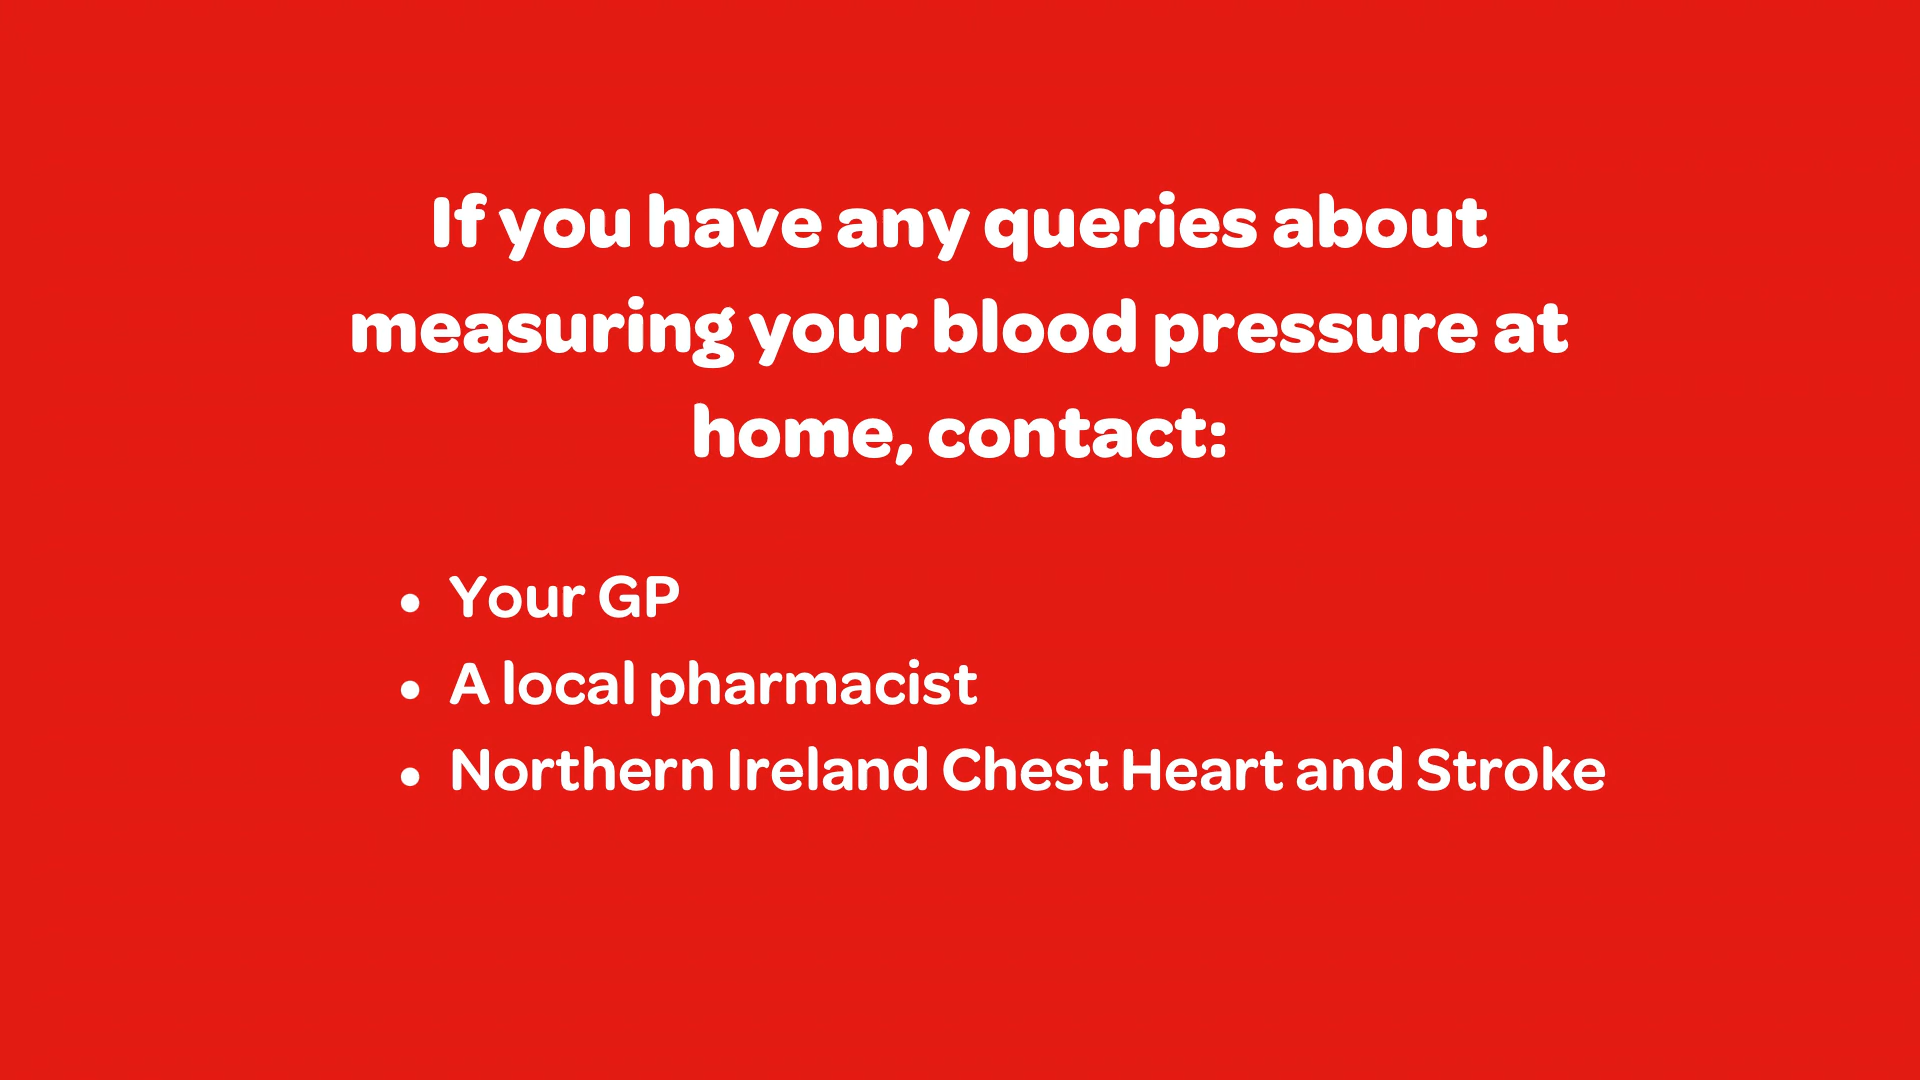 If you have any queries about
measuring your blood pressure at
home, contact:
• Your GP
• A local pharmacist
• Northern Ireland Chest Heart and Stroke